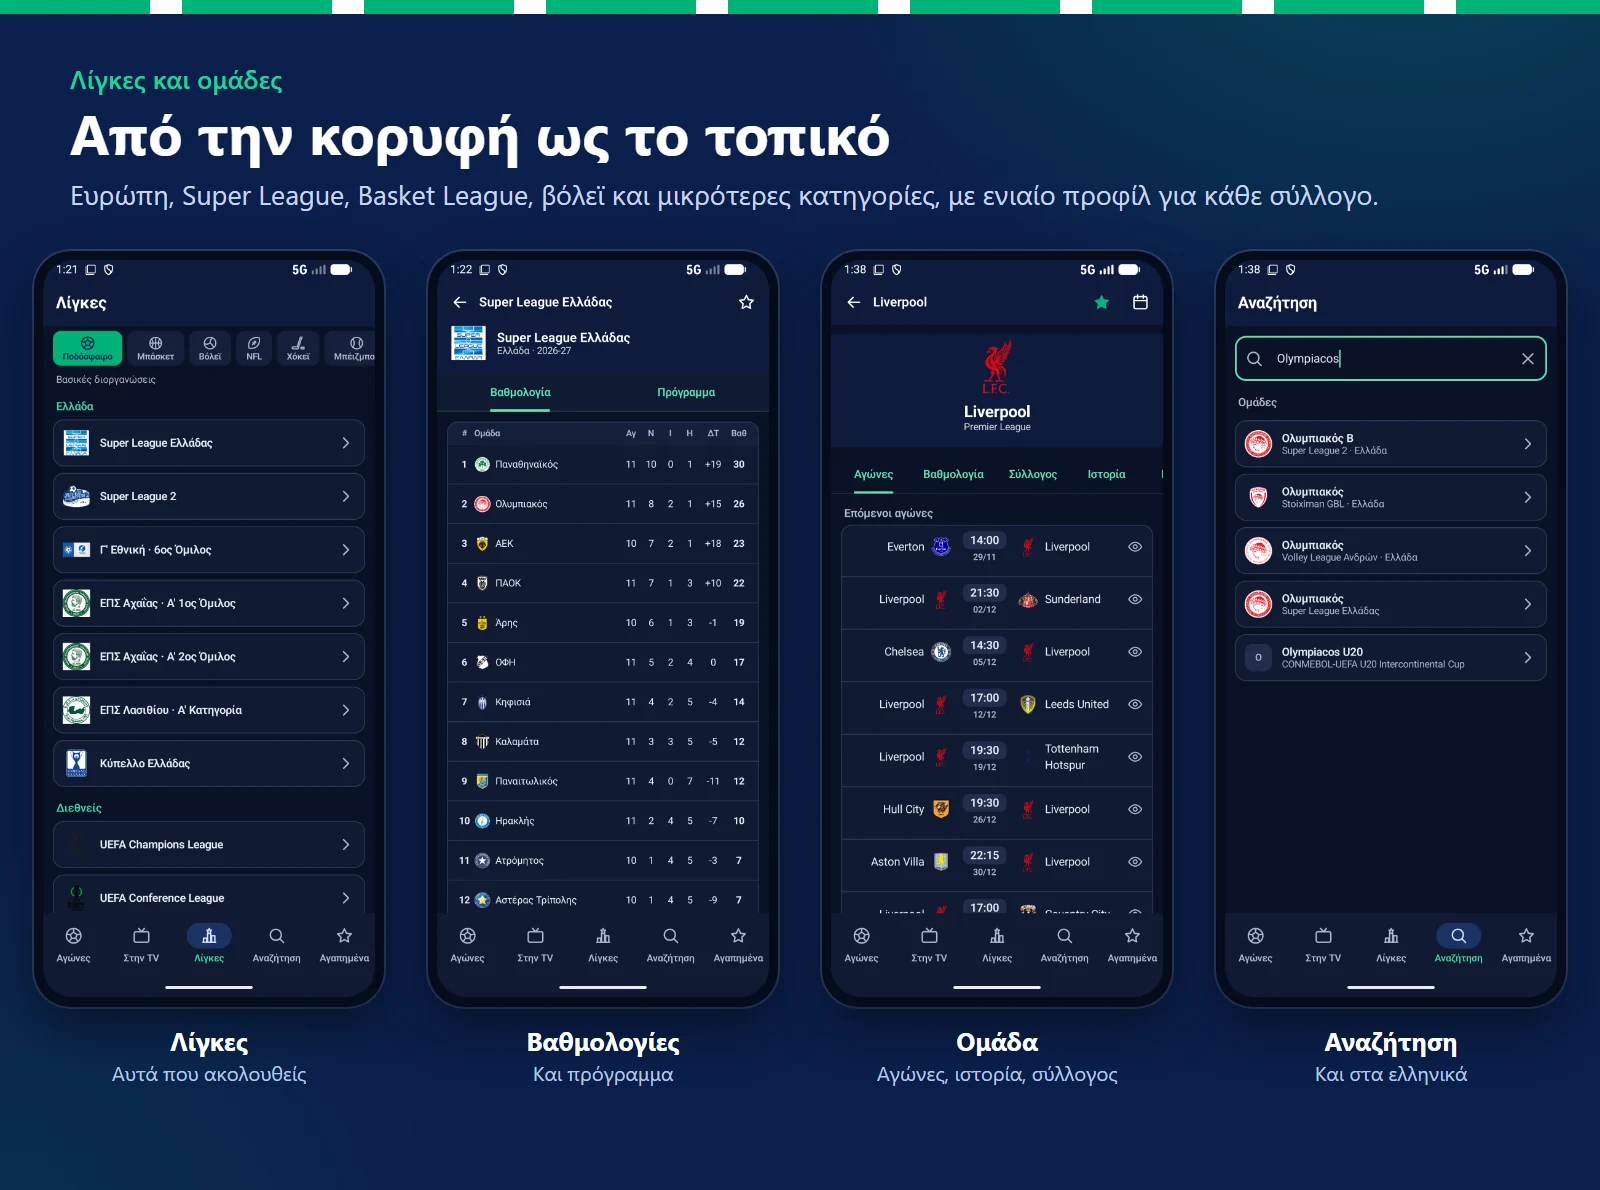 Λίγκες και ομάδες
Από την κορυφή ως το τοπικό
Ευρώπη, Super League, Basket League, βόλεϊ και μικρότερες κατηγορίες, με ενιαίο προφίλ για κάθε σύλλογο.
1:21 5G
Λίγκες
Ποδόσφαιρο Μπάσκετ Βόλεϊ NFL Χόκεϊ Μπέιζμπο
Βασικές διοργανώσεις
Ελλάδα
Super League Ελλάδας
Super League 2
Γ' Εθνική · 6ος Όμιλος
ΕΠΣ Αχαΐας · Α' 1ος Όμιλος
ΕΠΣ Αχαΐας · Α' 2ος Όμιλος
ΕΠΣ Λασιθίου · Α' Κατηγορία
Κύπελλο Ελλάδας
Διεθνείς
UEFA Champions League
UEFA Conference League
Αγώνες Στην TV Λίγκες Αναζήτηση Αγαπημένα
Λίγκες
Αυτά που ακολουθείς
1:22 5G
Super League Ελλάδας
Super League Ελλάδας
Ελλάδα · 2026-27
Βαθμολογία Πρόγραμμα
# Ομάδα Αγ Ν Ι Η ΔΤ Βαθ
1 Παναθηναϊκός 11 10 0 1 +19 30
2 Ολυμπιακός 11 8 2 1 +15 26
3 ΑΕΚ 10 7 2 1 +18 23
4 ΠΑΟΚ 11 7 1 3 +10 22
5 Άρης 10 6 1 3 -1 19
6 ΟΦΗ 11 5 2 4 0 17
7 Κηφισιά 11 4 2 5 -4 14
8 Καλαμάτα 11 3 3 5 -5 12
9 Παναιτωλικός 11 4 0 7 -11 12
10 Ηρακλής 11 2 4 5 -7 10
11 Ατρόμητος 10 1 4 5 -3 7
12 Αστέρας Τρίπολης 10 1 4 5 -9 7
Αγώνες Στην TV Λίγκες Αναζήτηση Αγαπημένα
Βαθμολογίες
Και πρόγραμμα
1:38 5G
Liverpool
L.F.C.
Liverpool
Premier League
Αγώνες Βαθμολογία Σύλλογος Ιστορία
Επόμενοι αγώνες
Everton 14:00 Liverpool
29/11
Liverpool 21:30 Sunderland
02/12
Chelsea 14:30 Liverpool
05/12
Liverpool 17:00 Leeds United
12/12
Liverpool 19:30 Tottenham Hotspur
19/12
Hull City 19:30 Liverpool
26/12
Aston Villa 22:15 Liverpool
30/12
Liverpool 17:00 Coventry City
Αγώνες Στην TV Λίγκες Αναζήτηση Αγαπημένα
Ομάδα
Αγώνες, ιστορία, σύλλογος
1:38 5G
Αναζήτηση
Olympiacos
Ομάδες
Ολυμπιακός Β
Super League 2 · Ελλάδα
Ολυμπιακός
Stoiximan GBL · Ελλάδα
Ολυμπιακός
Volley League Ανδρών · Ελλάδα
Ολυμπιακός
Super League Ελλάδας
O
Olympiacos U20
CONMEBOL-UEFA U20 Intercontinental Cup
Αγώνες Στην TV Λίγκες Αναζήτηση Αγαπημένα
Αναζήτηση
Και στα ελληνικά